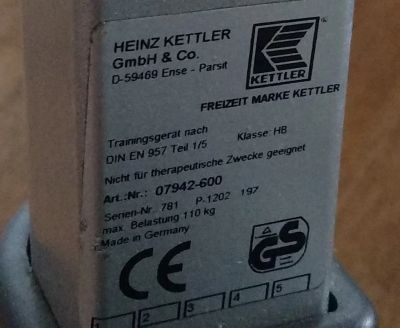 HEINZ KETTLER
GmbH & Co.
D-59469 Ense - Parsit
KETTLER
FREIZEIT MARKE KETTLER
Trainingsgerät nach
DIN EN 957 Teil 1/5 Klasse: HB
Nicht für therapeutische Zwecke geeignet
Art.-Nr.: 07942-600
Serien-Nr. 781 P-1202 197
max. Belastung 110 kg
Made in Germany
CE
GS
1 2 3 4 5